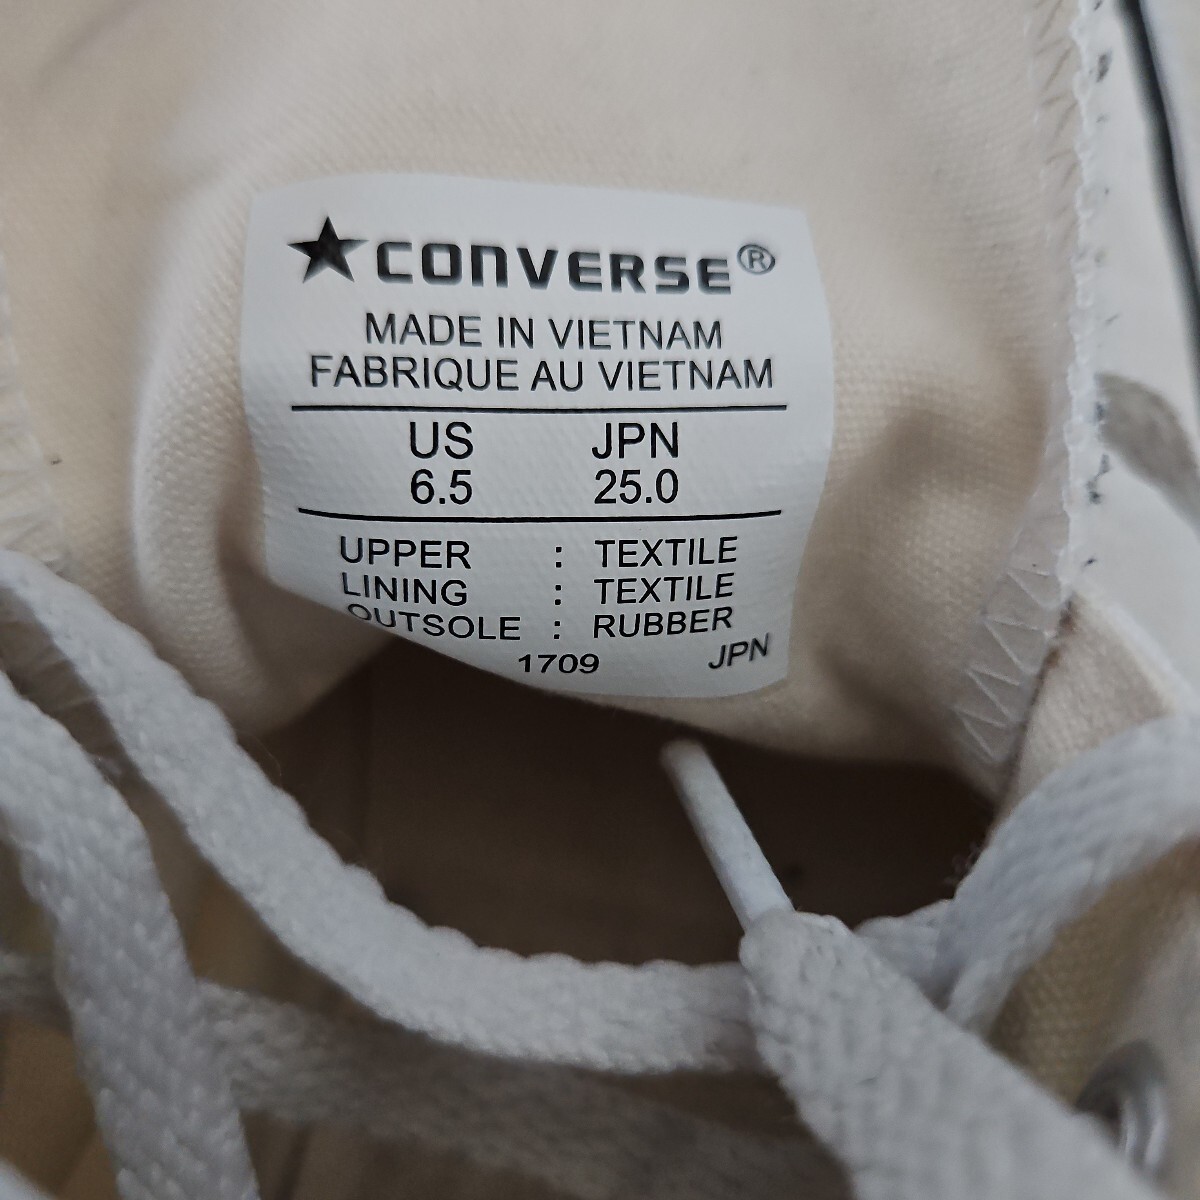 ★CONVERSE®
MADE IN VIETNAM
FABRIQUE AU VIETNAM
US JPN
6.5 25.0
UPPER : TEXTILE
LINING : TEXTILE
OUTSOLE : RUBBER
1709 JPN